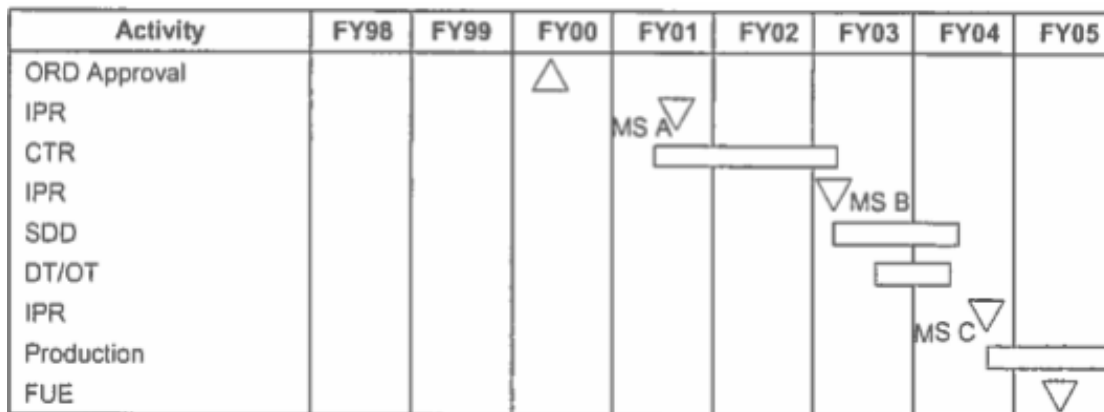 Activity FY98 FY99 FY00 FY01 FY02 FY03 FY04 FY05
ORD Approval
IPR
MS A
CTR
IPR MS B
SDD
DT/OT
IPR
MS C
Production
FUE